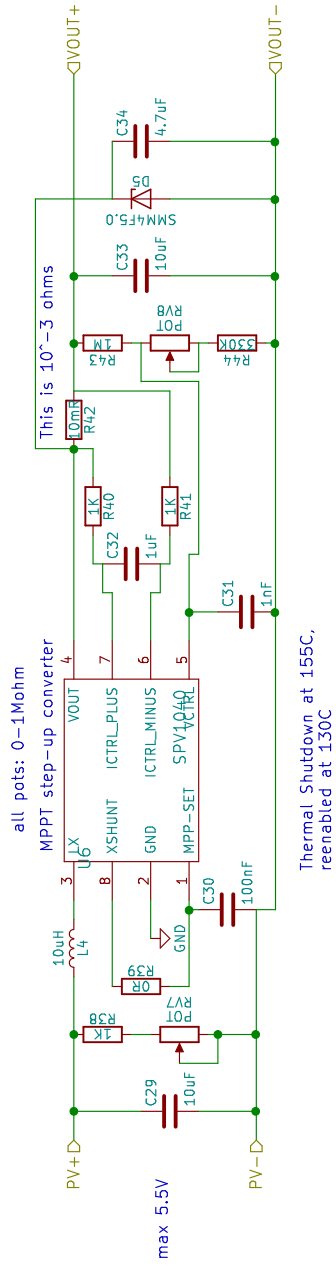 all pots: 0-1Mohm
MPPT step-up converter
This is 10^-3 ohms
max 5.5V
Thermal Shutdown at 155C,
reenabled at 130C
PV+
PV-
C29
10uF
R38
1K
RV7
POT
L4
10uH
R39
0R
GND
C30
100nF
U6
SPV1040
3
LX
8
XSHUNT
2
GND
1
MPP-SET
4
VOUT
7
ICTRL_PLUS
6
ICTRL_MINUS
5
VCTRL
C31
1nF
R40
1K
C32
1uF
R41
1K
R42
10mR
R43
1M
RV8
POT
R44
330K
C33
10uF
D5
SMM4F5.0
C34
4.7uF
VOUT+
VOUT-